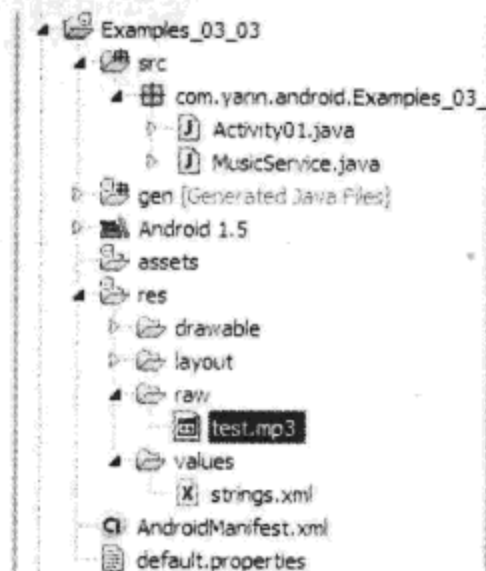 Examples_03_03
src
com.yarin.android.Examples_03_
Activity01.java
MusicService.java
gen [Generated Java Files]
Android 1.5
assets
res
drawable
layout
raw
test.mp3
values
strings.xml
AndroidManifest.xml
default.properties